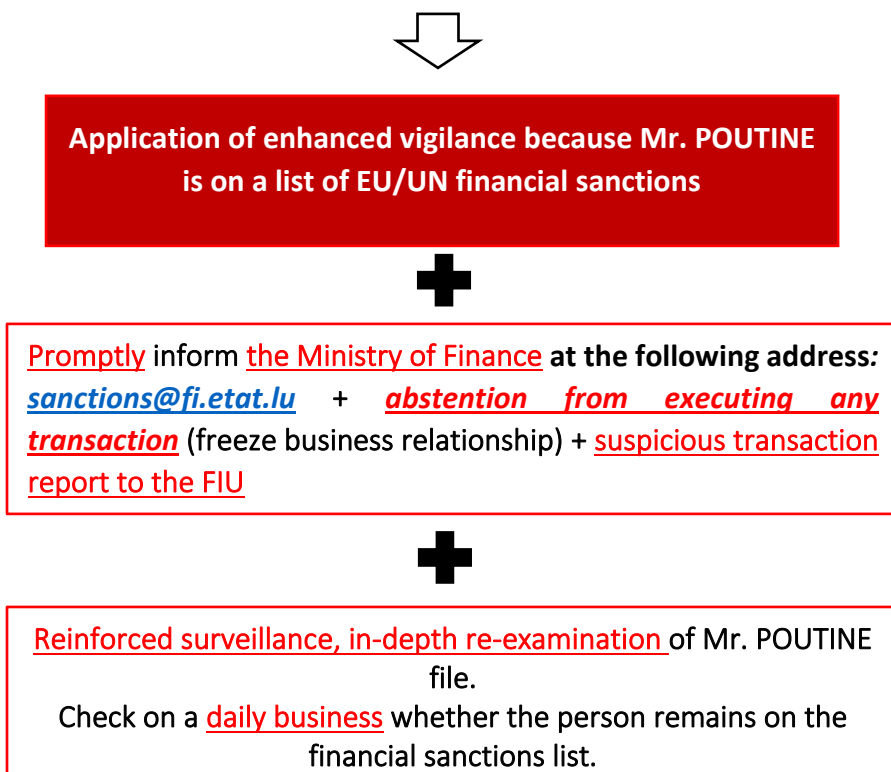 Application of enhanced vigilance because Mr. POUTINE
is on a list of EU/UN financial sanctions
Promptly inform the Ministry of Finance at the following address:
sanctions@fi.etat.lu + abstention from executing any
transaction (freeze business relationship) + suspicious transaction
report to the FIU
Reinforced surveillance, in-depth re-examination of Mr. POUTINE
file.
Check on a daily business whether the person remains on the
financial sanctions list.